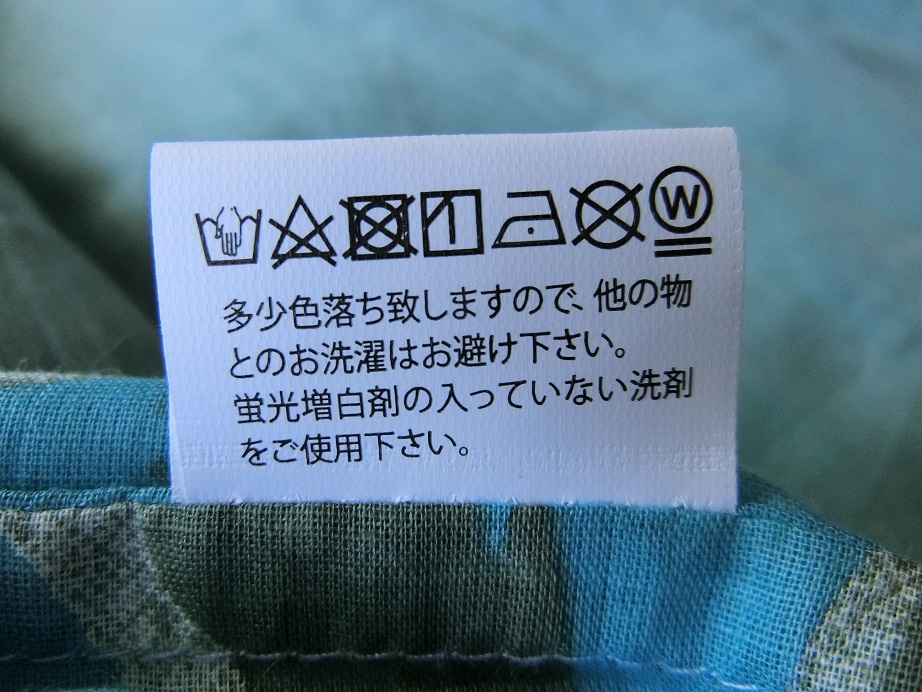 W
多少色落ち致しますので、他の物
とのお洗濯はお避け下さい。
蛍光増白剤の入っていない洗剤
をご使用下さい。